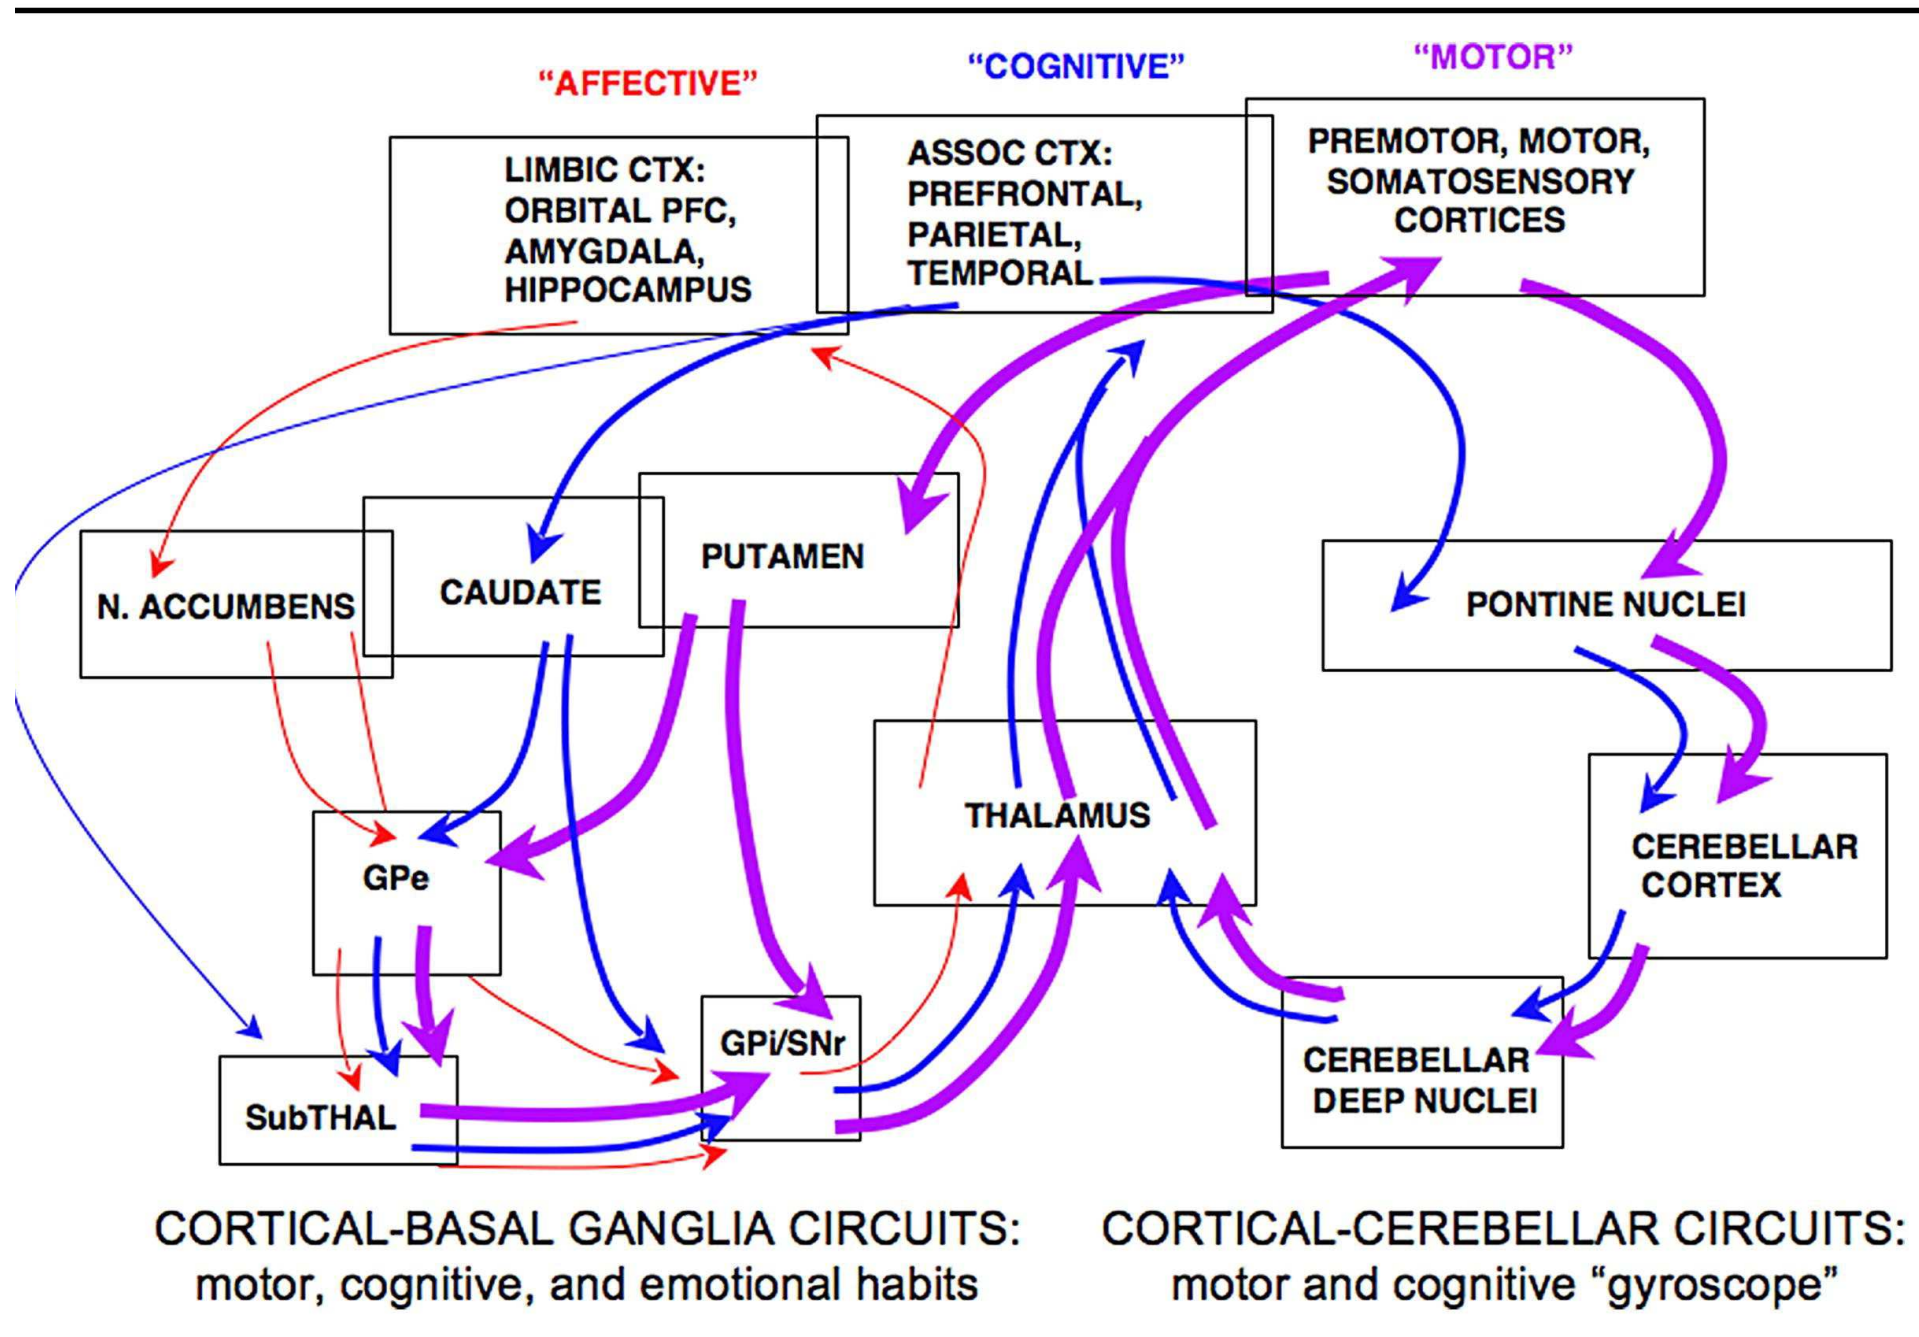 “AFFECTIVE”
“COGNITIVE”
“MOTOR”
LIMBIC CTX:
ORBITAL PFC,
AMYGDALA,
HIPPOCAMPUS
ASSOC CTX:
PREFRONTAL,
PARIETAL,
TEMPORAL
PREMOTOR, MOTOR,
SOMATOSENSORY
CORTICES
N. ACCUMBENS
CAUDATE
PUTAMEN
PONTINE NUCLEI
THALAMUS
GPe
CEREBELLAR
CORTEX
GPi/SNr
SubTHAL
CEREBELLAR
DEEP NUCLEI
CORTICAL-BASAL GANGLIA CIRCUITS:
motor, cognitive, and emotional habits
CORTICAL-CEREBELLAR CIRCUITS:
motor and cognitive “gyroscope”